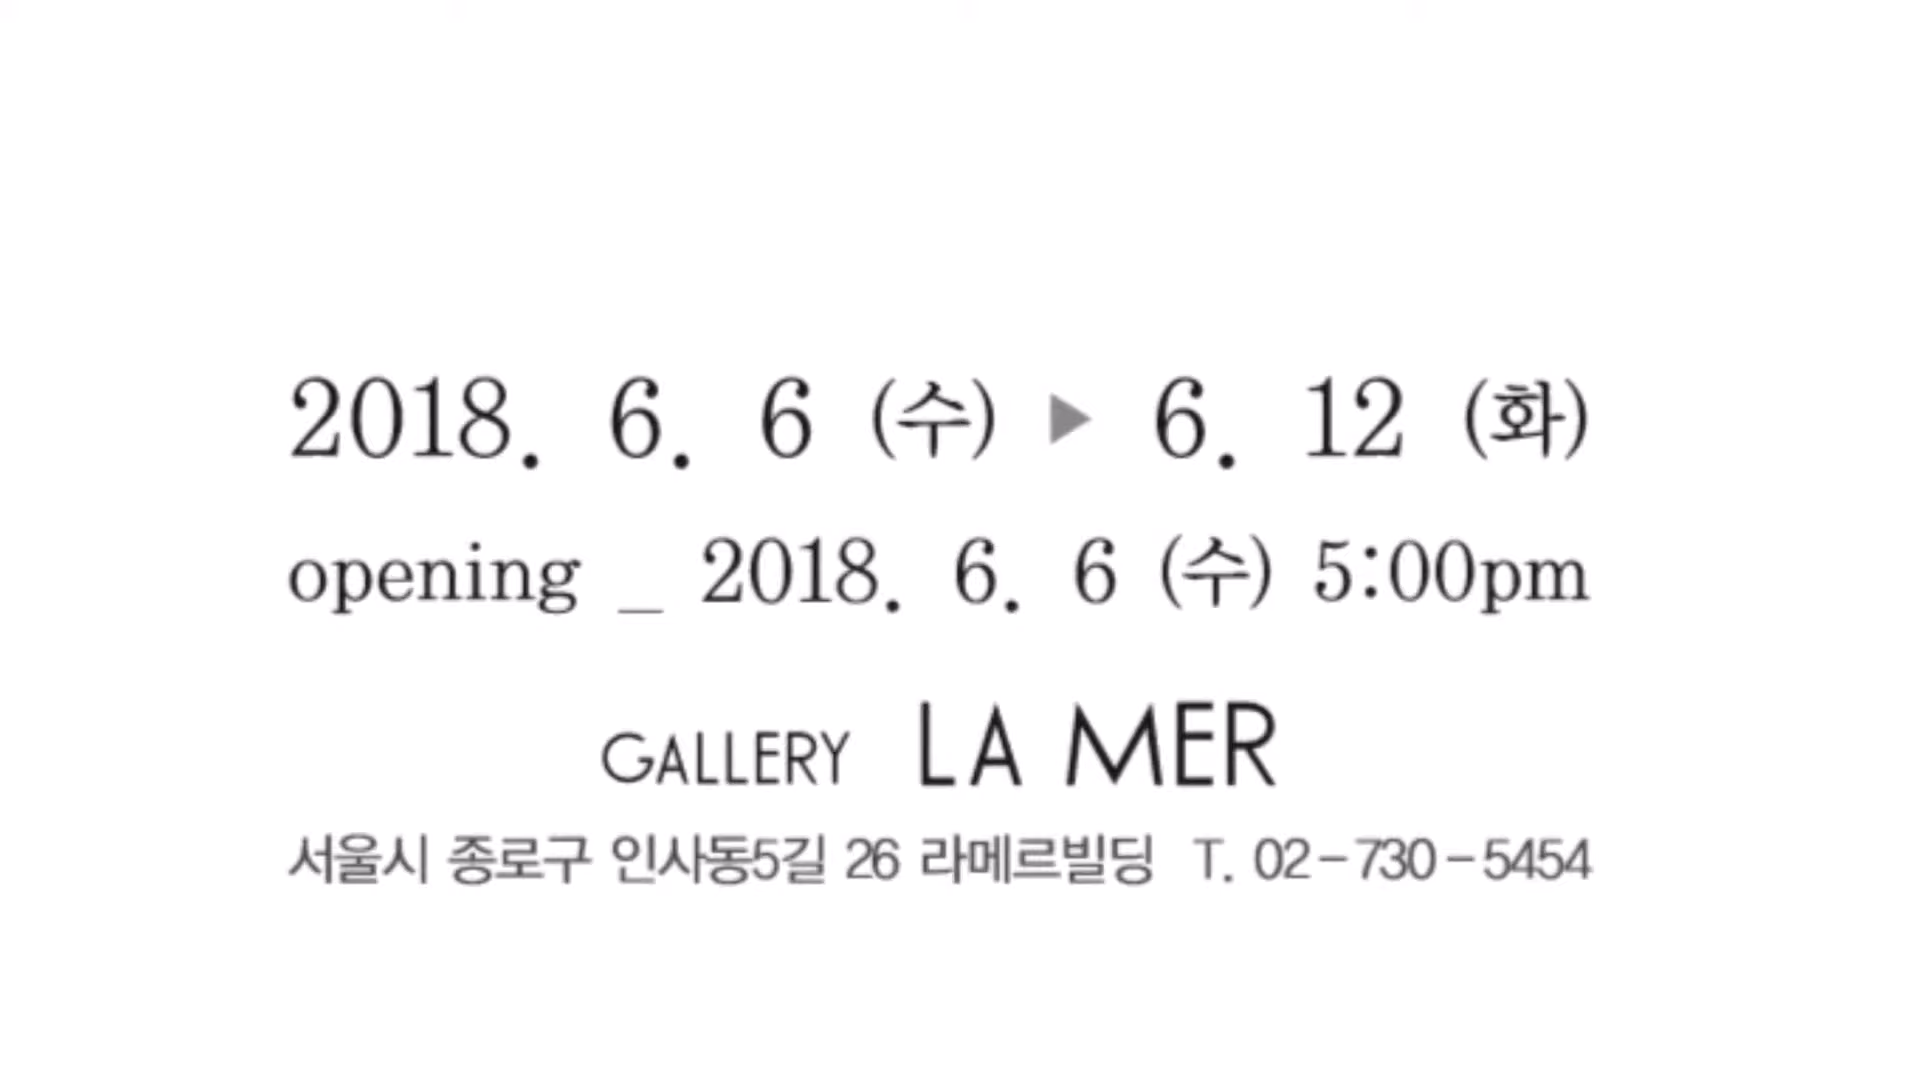 2018. 6. 6 (수) ▶ 6. 12 (화)
opening _ 2018. 6. 6 (수) 5:00pm
GALLERY LA MER
서울시 종로구 인사동5길 26 라메르빌딩 T. 02-730-5454